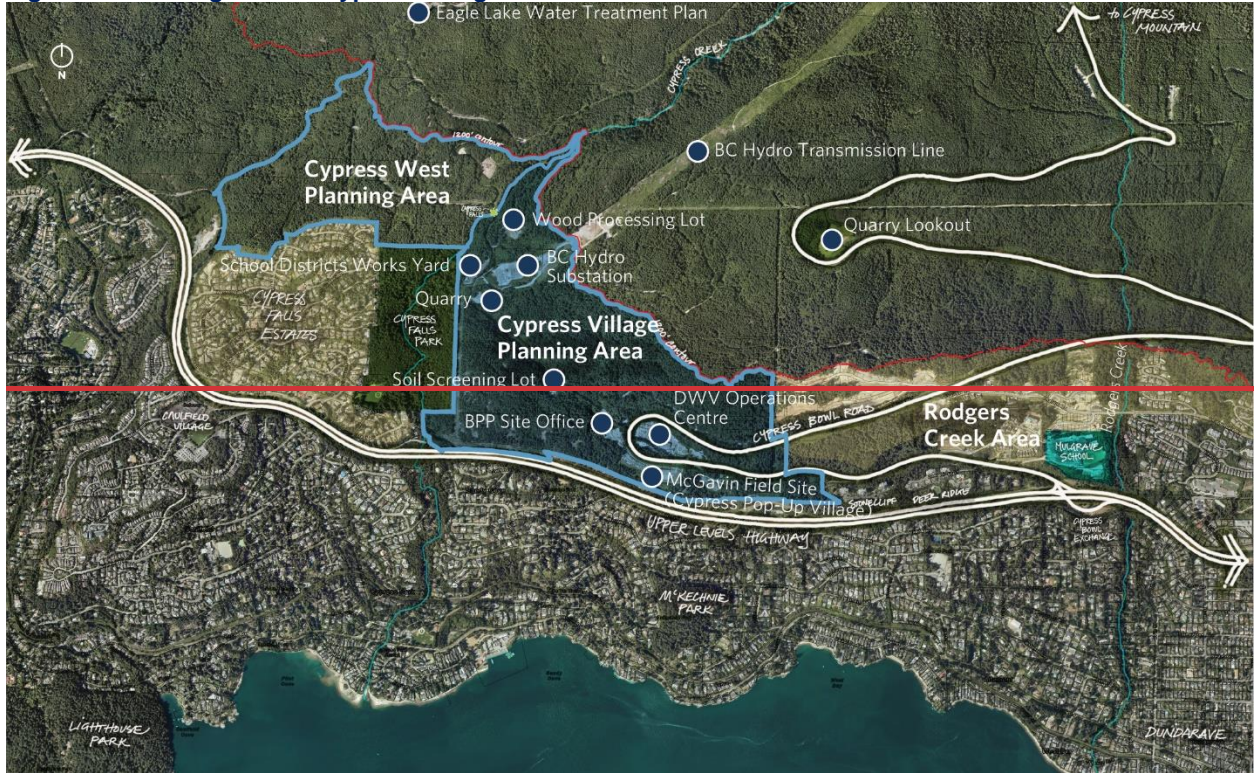 Eagle Lake Water Treatment Plan
to CYPRESS
MOUNTAIN
N
CYPRESS CREEK
1200' contour
BC Hydro Transmission Line
Cypress West
Planning Area
CYPRESS
FALLS
Wood Processing Lot
Quarry Lookout
School Districts Works Yard
BC Hydro
Substation
Quarry
CYPRESS
FALLS
ESTATES
CYPRESS
FALLS
PARK
Cypress Village
Planning Area
1200' contour
Soil Screening Lot
Rodgers Creek
DWV Operations
Centre
CAULFIELD
VILLAGE
BPP Site Office
CYPRESS BOWL ROAD
Rodgers
Creek Area
MULGRAVE
SCHOOL
McGavin Field Site
(Cypress Pop-Up Village)
STONECLIFF DEER RIDGE
UPPER LEVELS HIGHWAY
CYPRESS
BOWL
EXCHANGE
MCKECHNIE
PARK
LIGHTHOUSE
PARK
DUNDARAVE